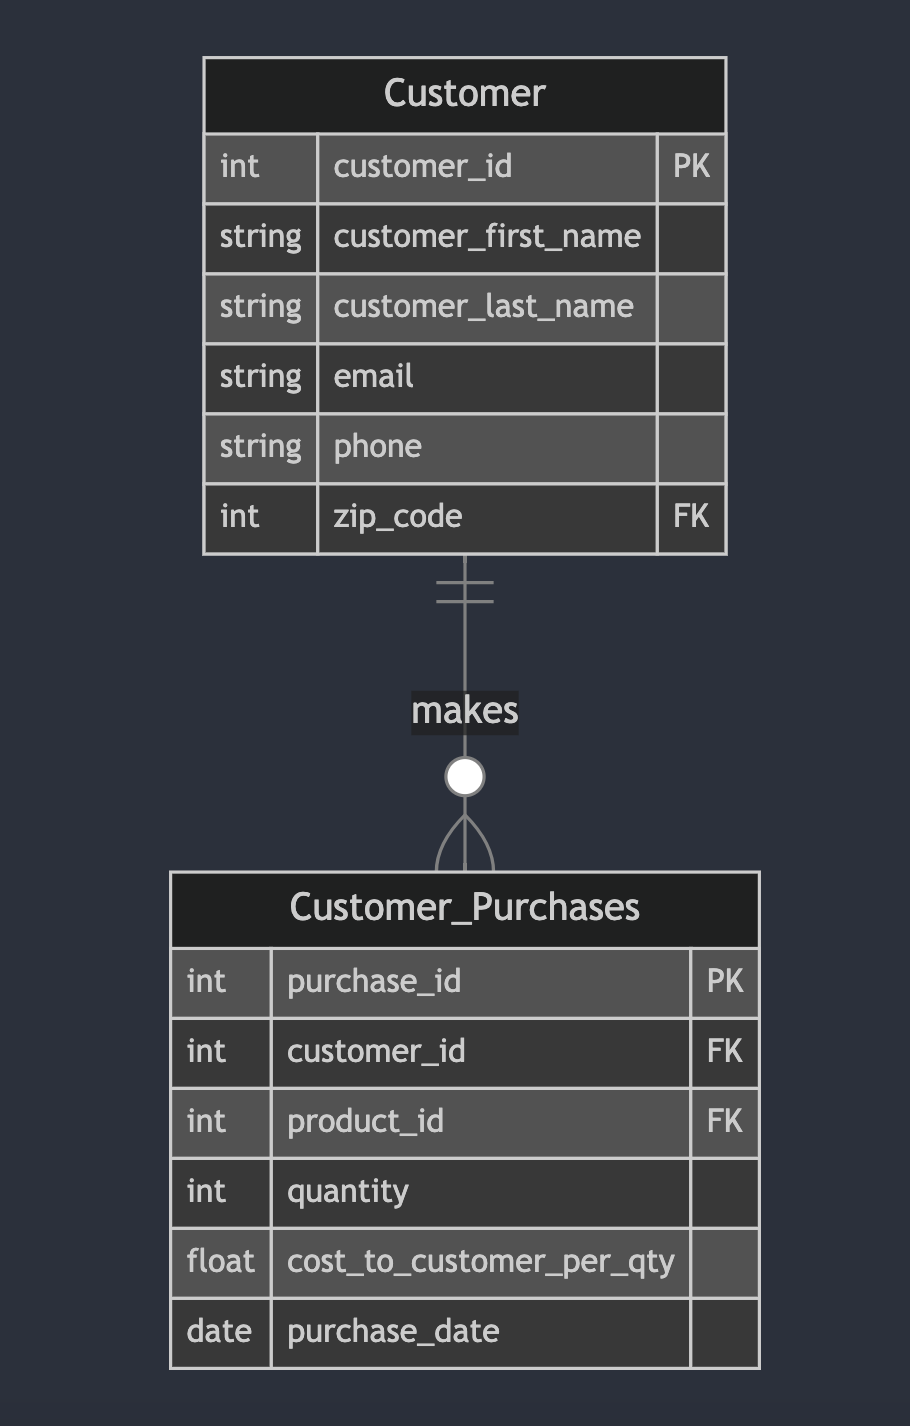 Customer
int customer_id PK
string customer_first_name
string customer_last_name
string email
string phone
int zip_code FK
makes
Customer_Purchases
int purchase_id PK
int customer_id FK
int product_id FK
int quantity
float cost_to_customer_per_qty
date purchase_date